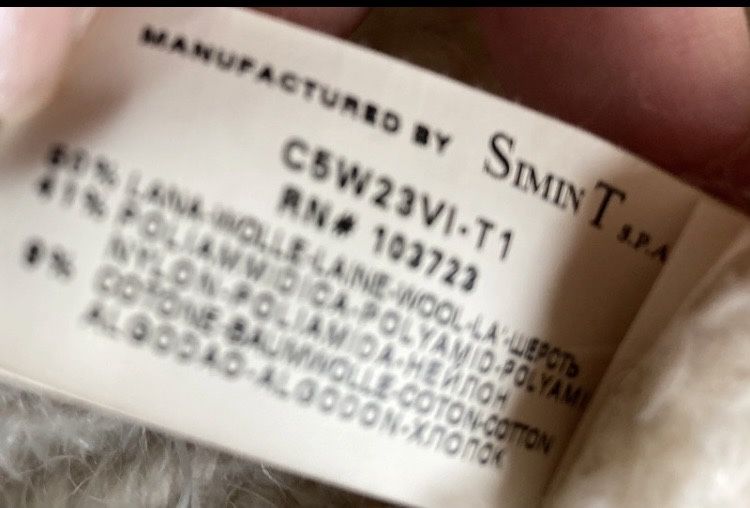 MANUFACTURED BY SIMINT S.P.A
C5W23VI-T1
RN# 103723
LANA-WOLLE-LAINE-WOOL-LA'-ШЕРСТЬ
POLIAMMIDICA-POLYAMID-POLYAMI
NYLON-POLIAMIDA-НЕЙЛОН
COTONE-BAUMWOLLE-COTON-COTTON
ALGODAO-ALGODON-ХЛОПОК